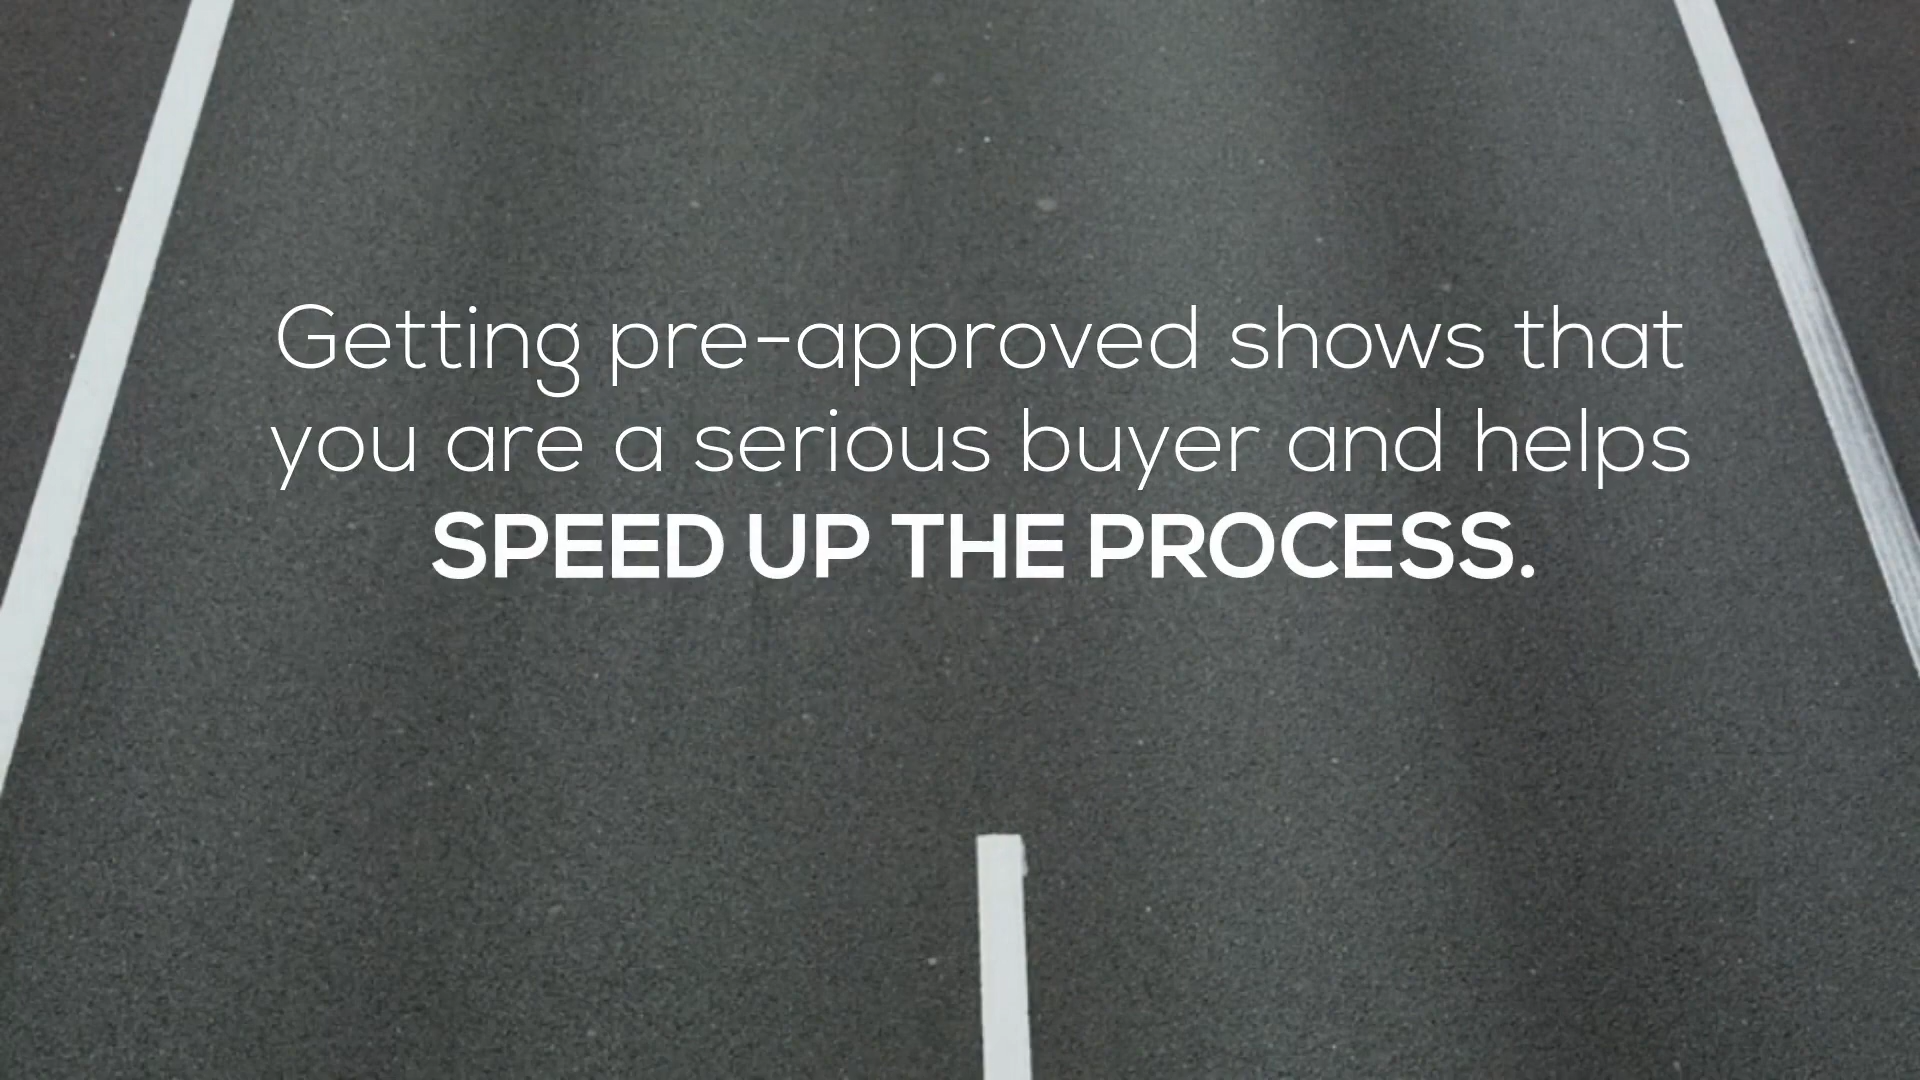 Getting pre-approved shows that
you are a serious buyer and helps
SPEED UP THE PROCESS.